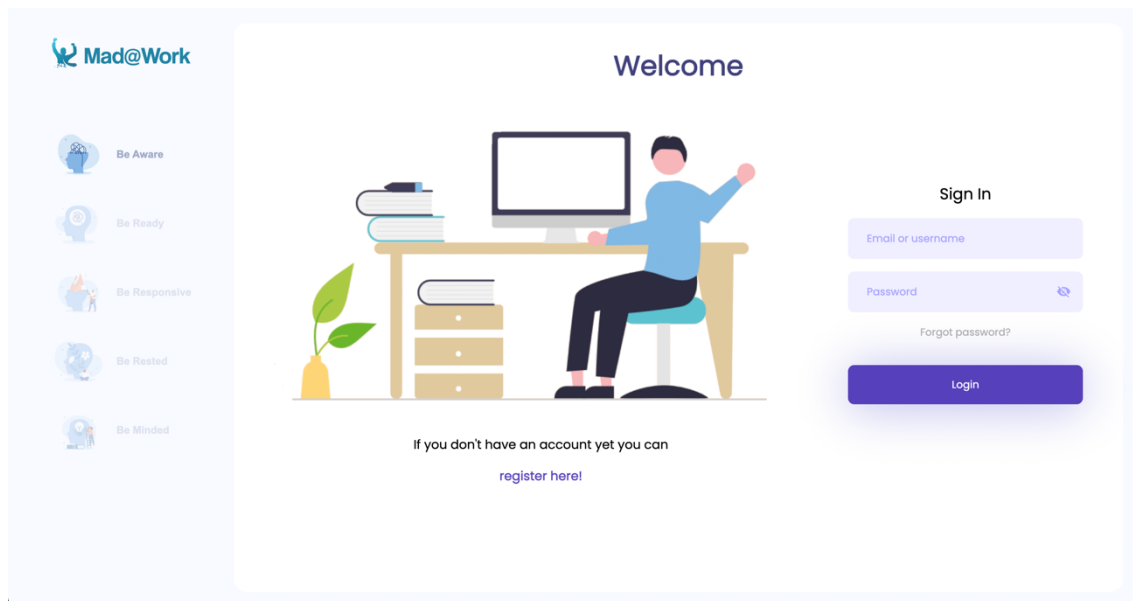 Mad@Work
Be Aware
Be Ready
Be Responsive
Be Rested
Be Minded
Welcome
If you don't have an account yet you can
register here!
Sign In
Email or username
Password
Forgot password?
Login